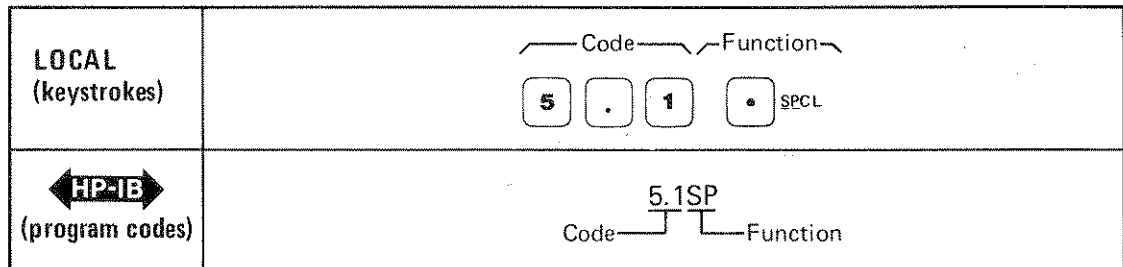 LOCAL
(keystrokes)
Code Function
5 . 1 • SPCL
HP-IB
(program codes)
5.1SP
Code Function